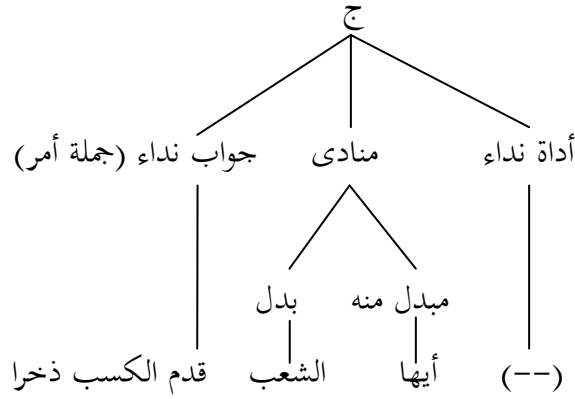 ج
أداة نداء منادى جواب نداء (جملة أمر)
مبدل منه بدل
(--) أيها الشعب قدم الكسب ذخرا